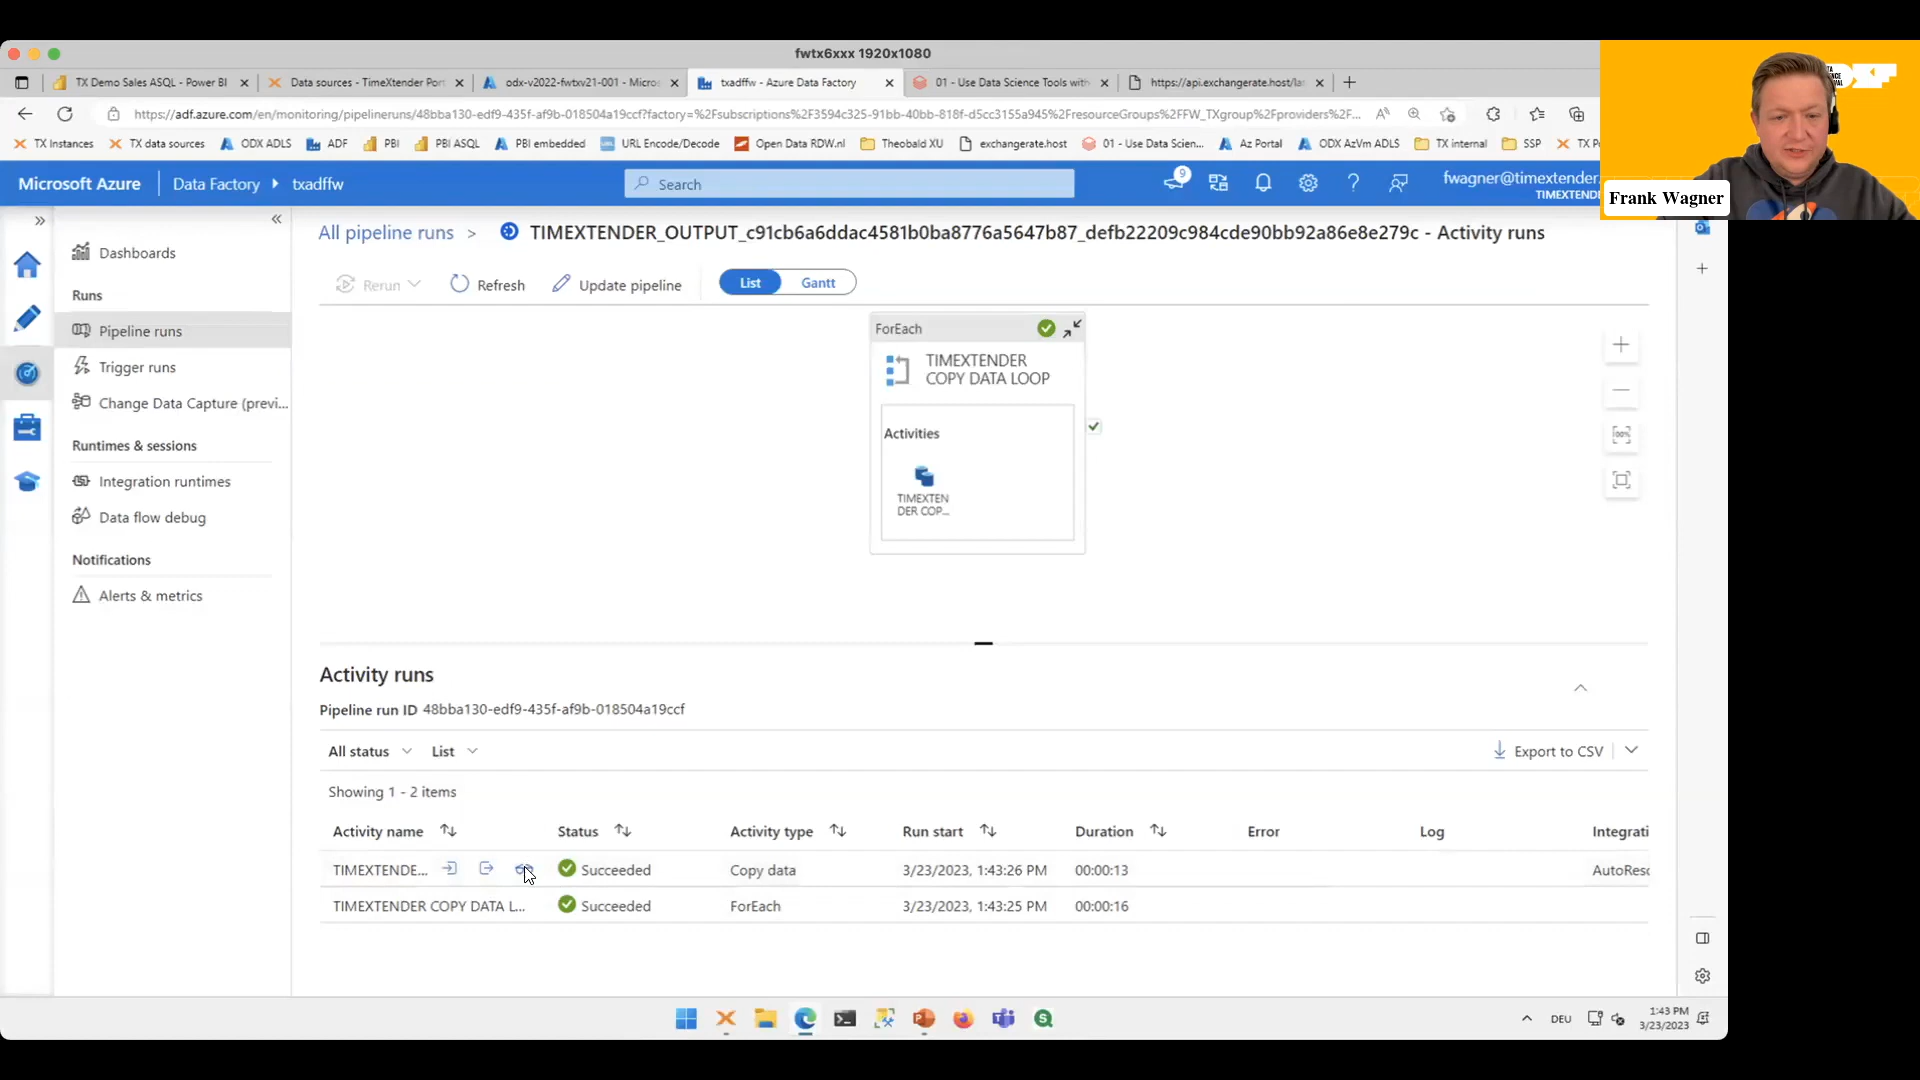 fwtx6xxx 1920x1080
TX Demo Sales ASQL - Power BI
Data sources - TimeXtender Por
odx-v2022-fwtxv21-001 - Micros
txadffw - Azure Data Factory
01 - Use Data Science Tools with
https://api.exchangerate.host/la
https://adf.azure.com/en/monitoring/pipelineruns/48bba130-edf9-435f-af9b-018504a19ccf?factory=%2Fsubscriptions%2F3594c325-91bb-40bb-818f-d5cc3155a945%2FresourceGroups%2FFW_TXgroup%2Fproviders%2F...
TX Instances
TX data sources
ODX ADLS
ADF
PBI
PBI ASQL
PBI embedded
URL Encode/Decode
Open Data RDW.nl
Theobald XU
exchangerate.host
01 - Use Data Scien...
Az Portal
ODX AzVm ADLS
TX internal
SSP
TX P
Microsoft Azure
Data Factory
txadffw
Search
9
fwagner@timextender.
TIMEXTENDE
Frank Wagner
Dashboards
Runs
Pipeline runs
Trigger runs
Change Data Capture (previ...
Runtimes & sessions
Integration runtimes
Data flow debug
Notifications
Alerts & metrics
All pipeline runs > TIMEXTENDER_OUTPUT_c91cb6a6ddac4581b0ba8776a5647b87_defb22209c984cde90bb92a86e8e279c - Activity runs
Rerun
Refresh
Update pipeline
List
Gantt
ForEach
TIMEXTENDER
COPY DATA LOOP
Activities
TIMEXTEN
DER COP...
100%
Activity runs
Pipeline run ID 48bba130-edf9-435f-af9b-018504a19ccf
All status
List
Export to CSV
Showing 1 - 2 items
Activity name
Status
Activity type
Run start
Duration
Error
Log
Integrati
TIMEXTENDE...
Succeeded
Copy data
3/23/2023, 1:43:26 PM
00:00:13
AutoReso
TIMEXTENDER COPY DATA L...
Succeeded
ForEach
3/23/2023, 1:43:25 PM
00:00:16
DEU
1:43 PM
3/23/2023